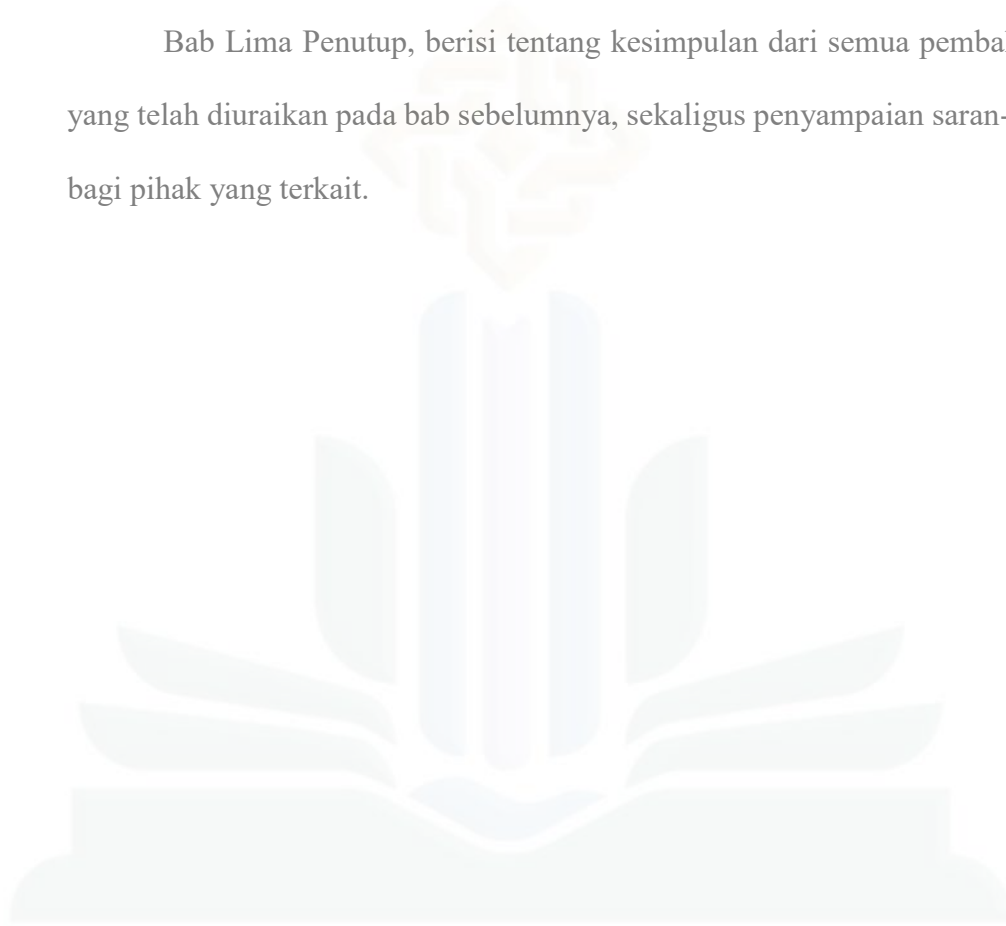 Bab Lima Penutup, berisi tentang kesimpulan dari semua
yang telah diuraikan pada bab sebelumnya, sekaligus penyampaian saran-
bagi pihak yang terkait.